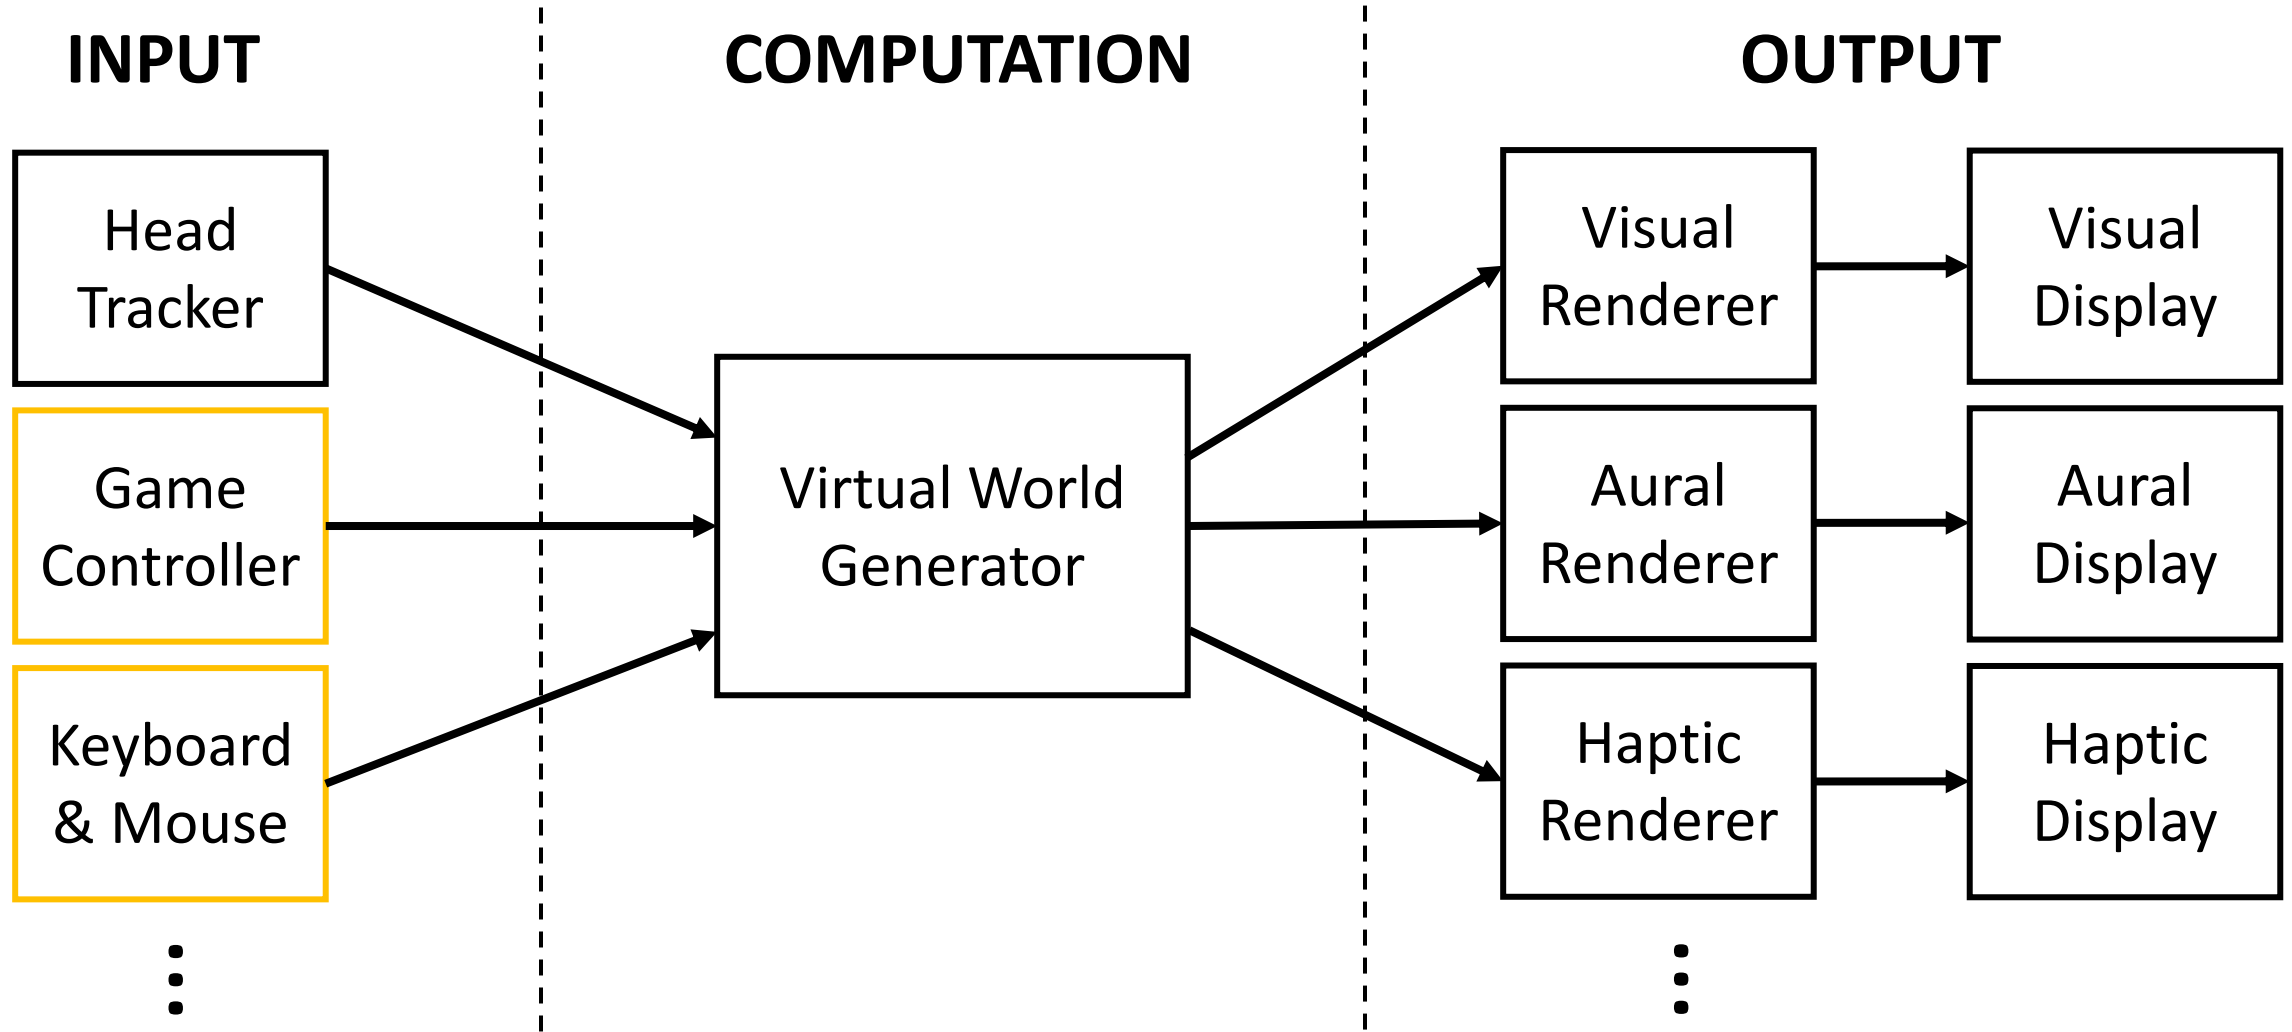 INPUT
COMPUTATION
OUTPUT
Head
Tracker
Game
Controller
Keyboard
& Mouse
Virtual World
Generator
Visual
Renderer
Visual
Display
Aural
Renderer
Aural
Display
Haptic
Renderer
Haptic
Display